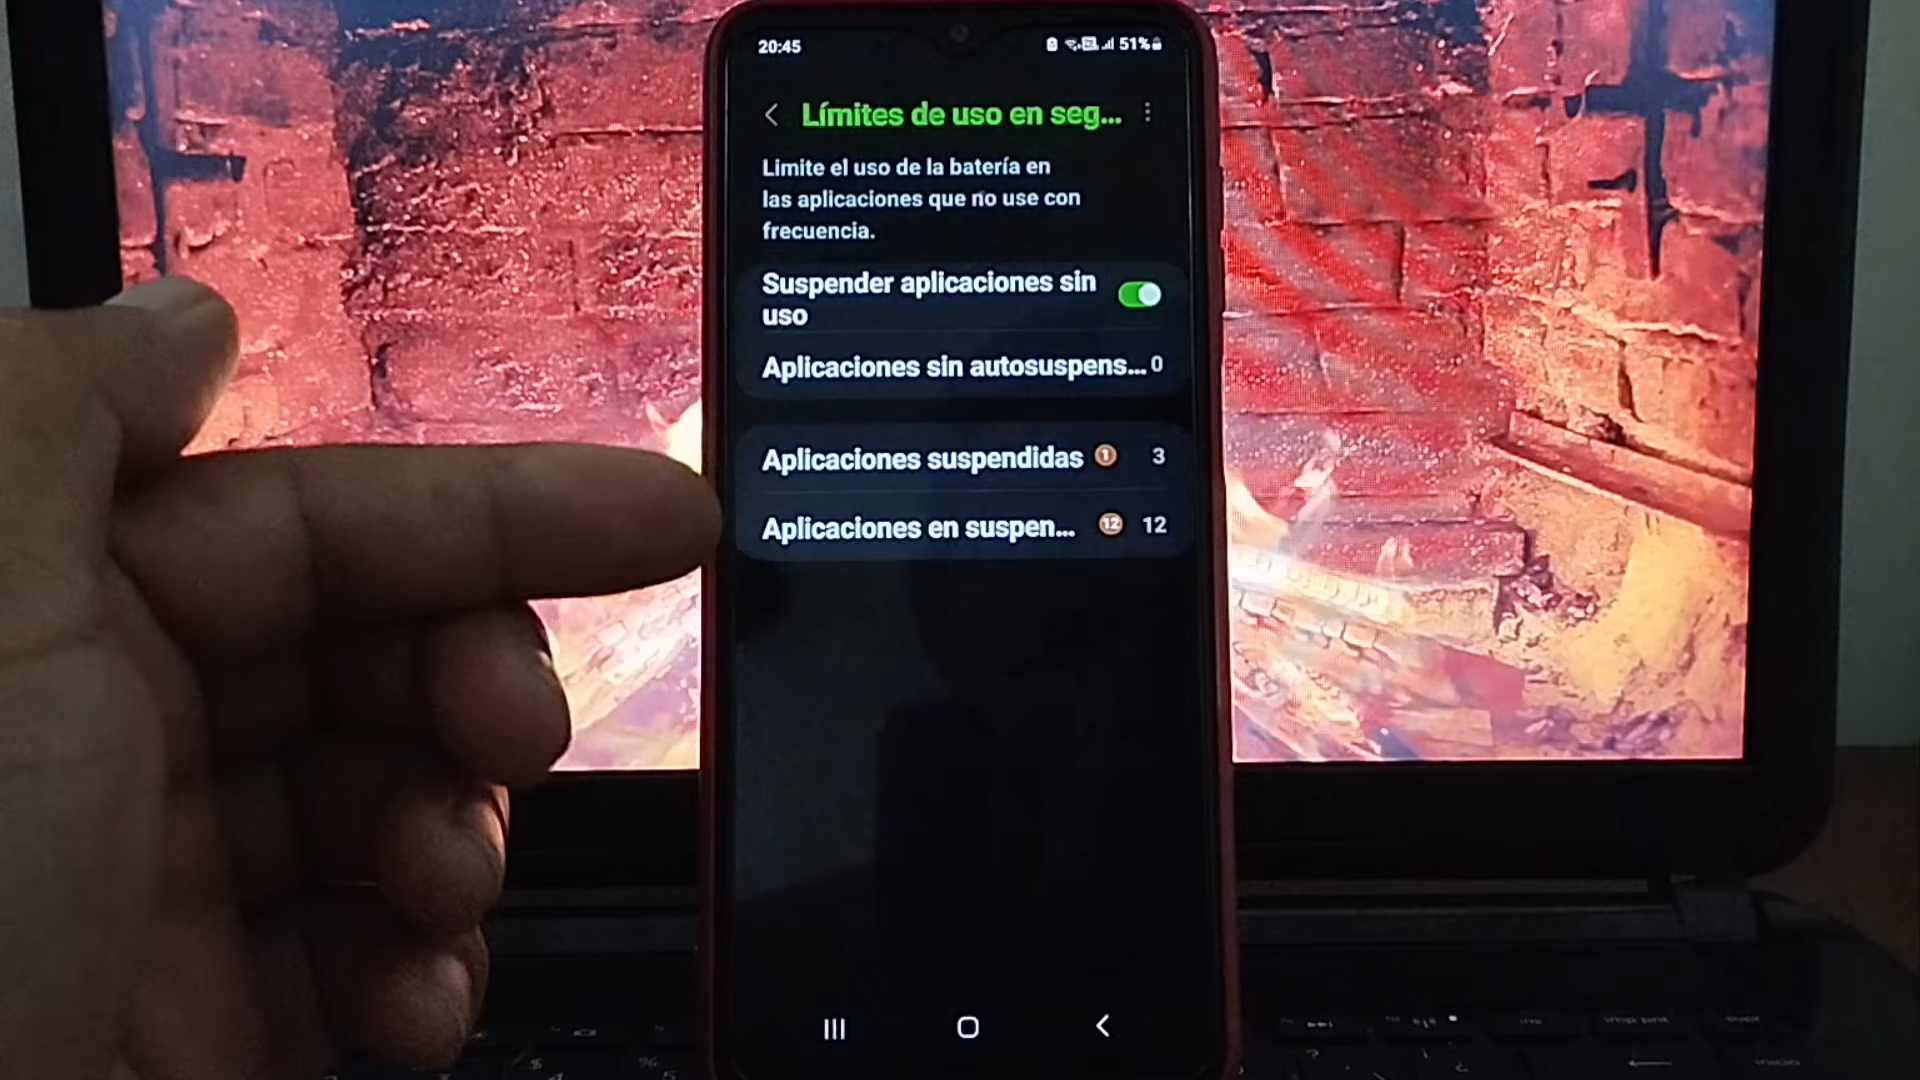 20:45
51%
Límites de uso en seg...
Limite el uso de la batería en
las aplicaciones que no use con
frecuencia.
Suspender aplicaciones sin
uso
Aplicaciones sin autosuspens... 0
Aplicaciones suspendidas 1 3
Aplicaciones en suspen... 12 12